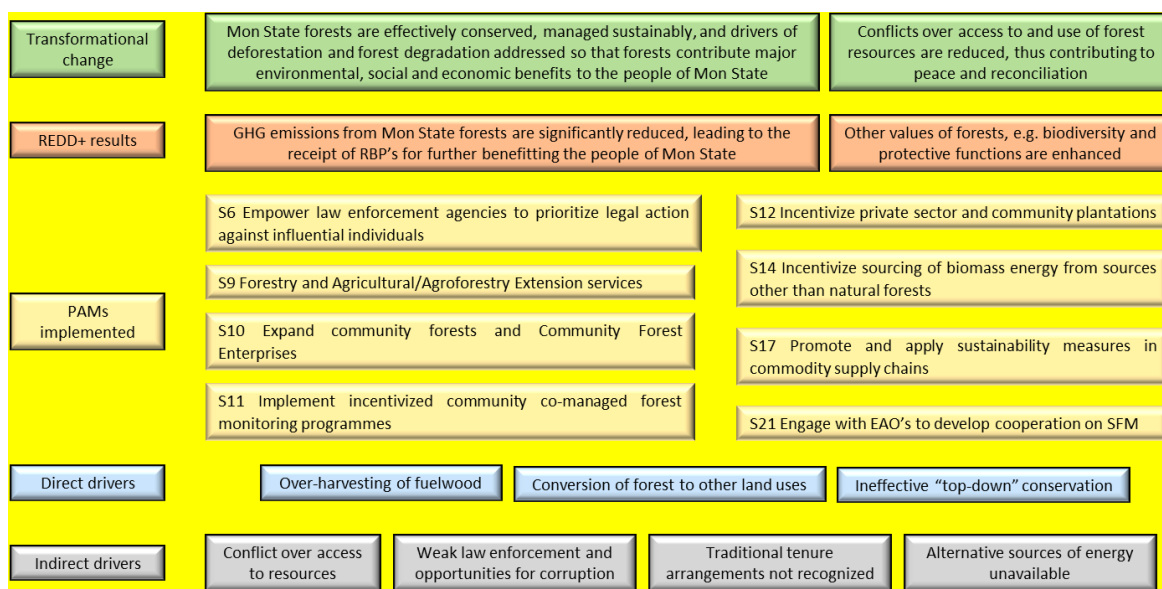 Transformational
change
Mon State forests are effectively conserved, managed sustainably, and drivers of
deforestation and forest degradation addressed so that forests contribute major
environmental, social and economic benefits to the people of Mon State
Conflicts over access to and use of forest
resources are reduced, thus contributing to
peace and reconciliation
REDD+ results
GHG emissions from Mon State forests are significantly reduced, leading to the
receipt of RBP's for further benefitting the people of Mon State
Other values of forests, e.g. biodiversity and
protective functions are enhanced
PAMs
implemented
S6 Empower law enforcement agencies to prioritize legal action
against influential individuals
S9 Forestry and Agricultural/Agroforestry Extension services
S10 Expand community forests and Community Forest
Enterprises
S11 Implement incentivized community co-managed forest
monitoring programmes
S12 Incentivize private sector and community plantations
S14 Incentivize sourcing of biomass energy from sources
other than natural forests
S17 Promote and apply sustainability measures in
commodity supply chains
S21 Engage with EAO's to develop cooperation on SFM
Direct drivers
Over-harvesting of fuelwood
Conversion of forest to other land uses
Ineffective “top-down” conservation
Indirect drivers
Conflict over access
to resources
Weak law enforcement and
opportunities for corruption
Traditional tenure
arrangements not recognized
Alternative sources of energy
unavailable